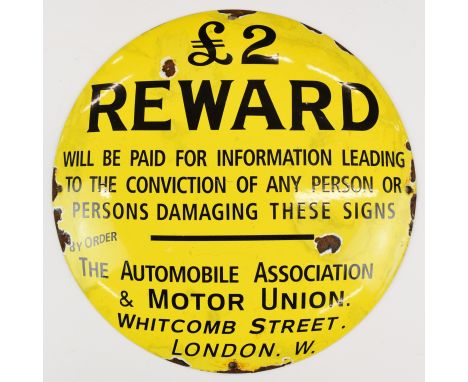 £2
REWARD
WILL BE PAID FOR INFORMATION LEADING
TO THE CONVICTION OF ANY PERSON OR
PERSONS DAMAGING THESE SIGNS
BY ORDER
THE AUTOMOBILE ASSOCIATION
& MOTOR UNION.
WHITCOMB STREET.
LONDON. W.